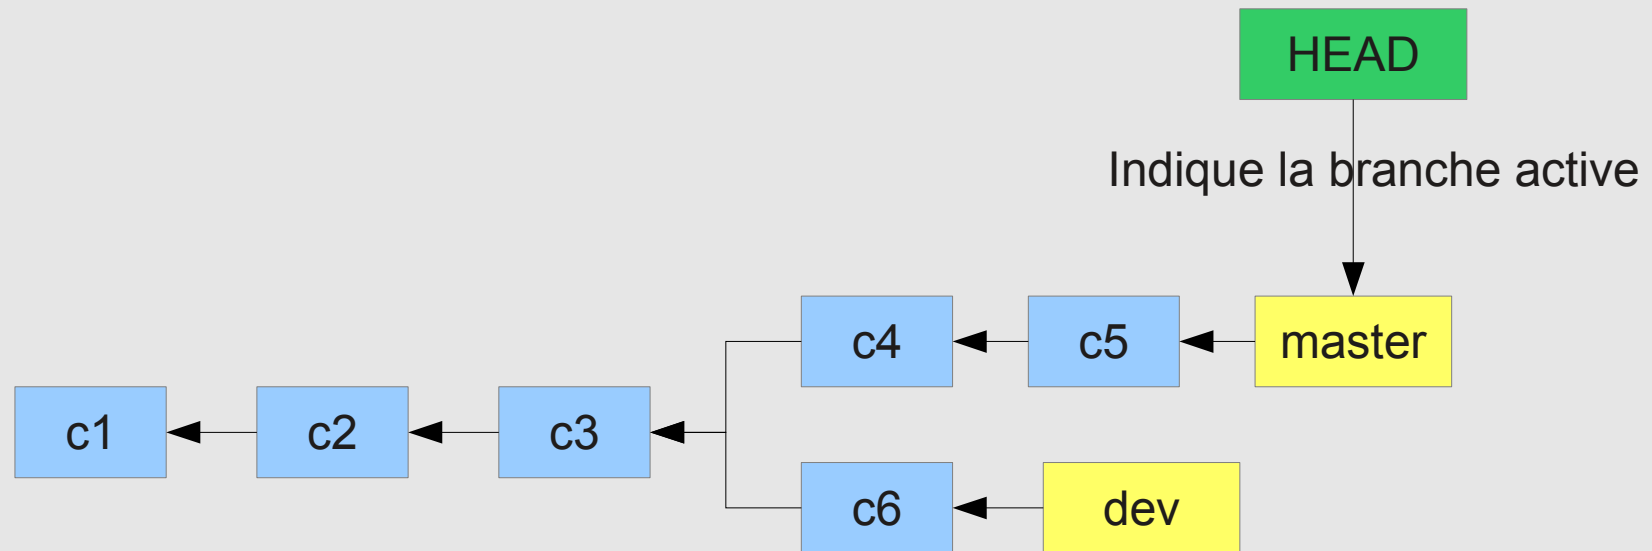 HEAD
Indique la branche active
c4
c5
master
c1
c2
c3
c6
dev